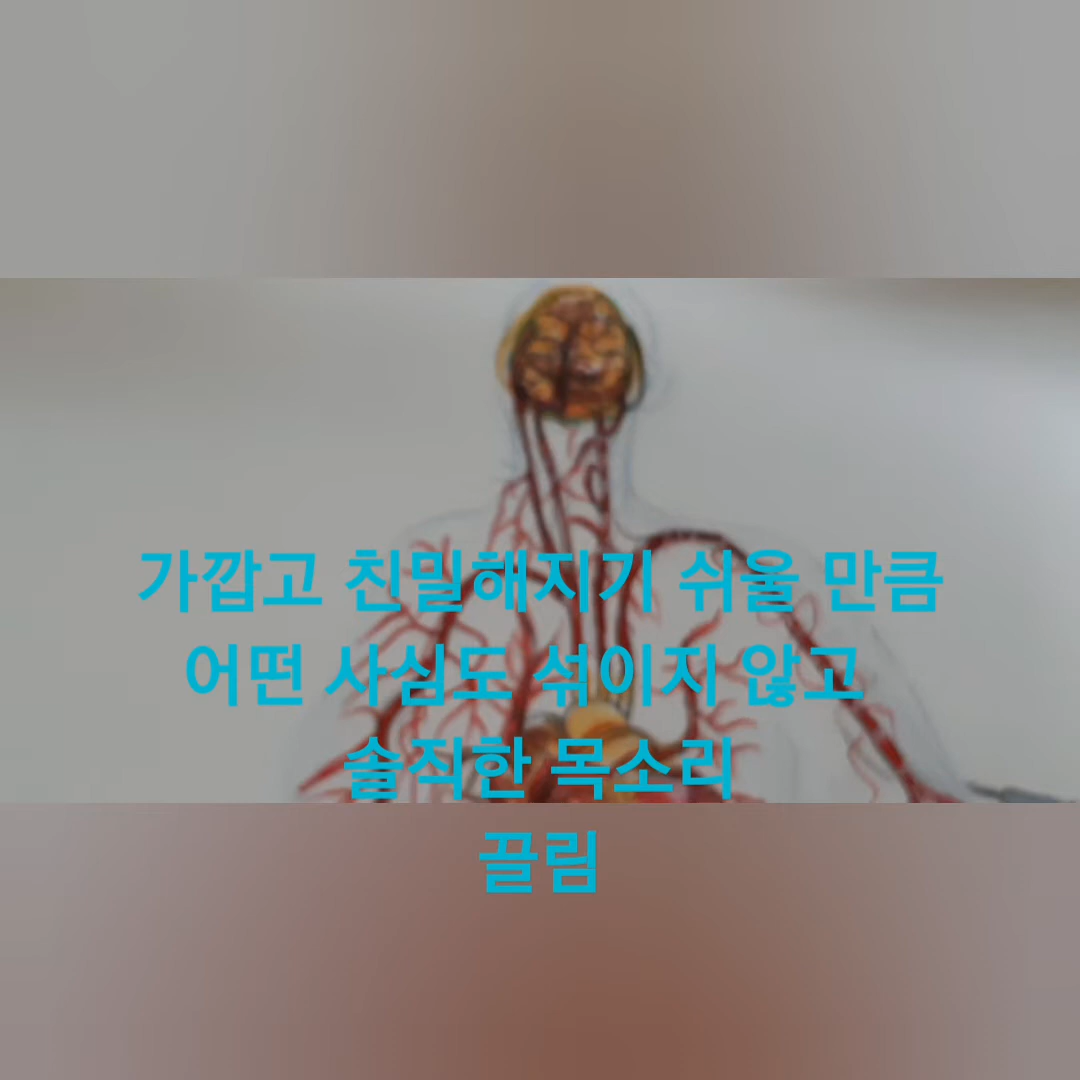 가깝고 친밀해지기 쉬울 만큼
어떤 사심도 섞이지 않고
솔직한 목소리
끌림